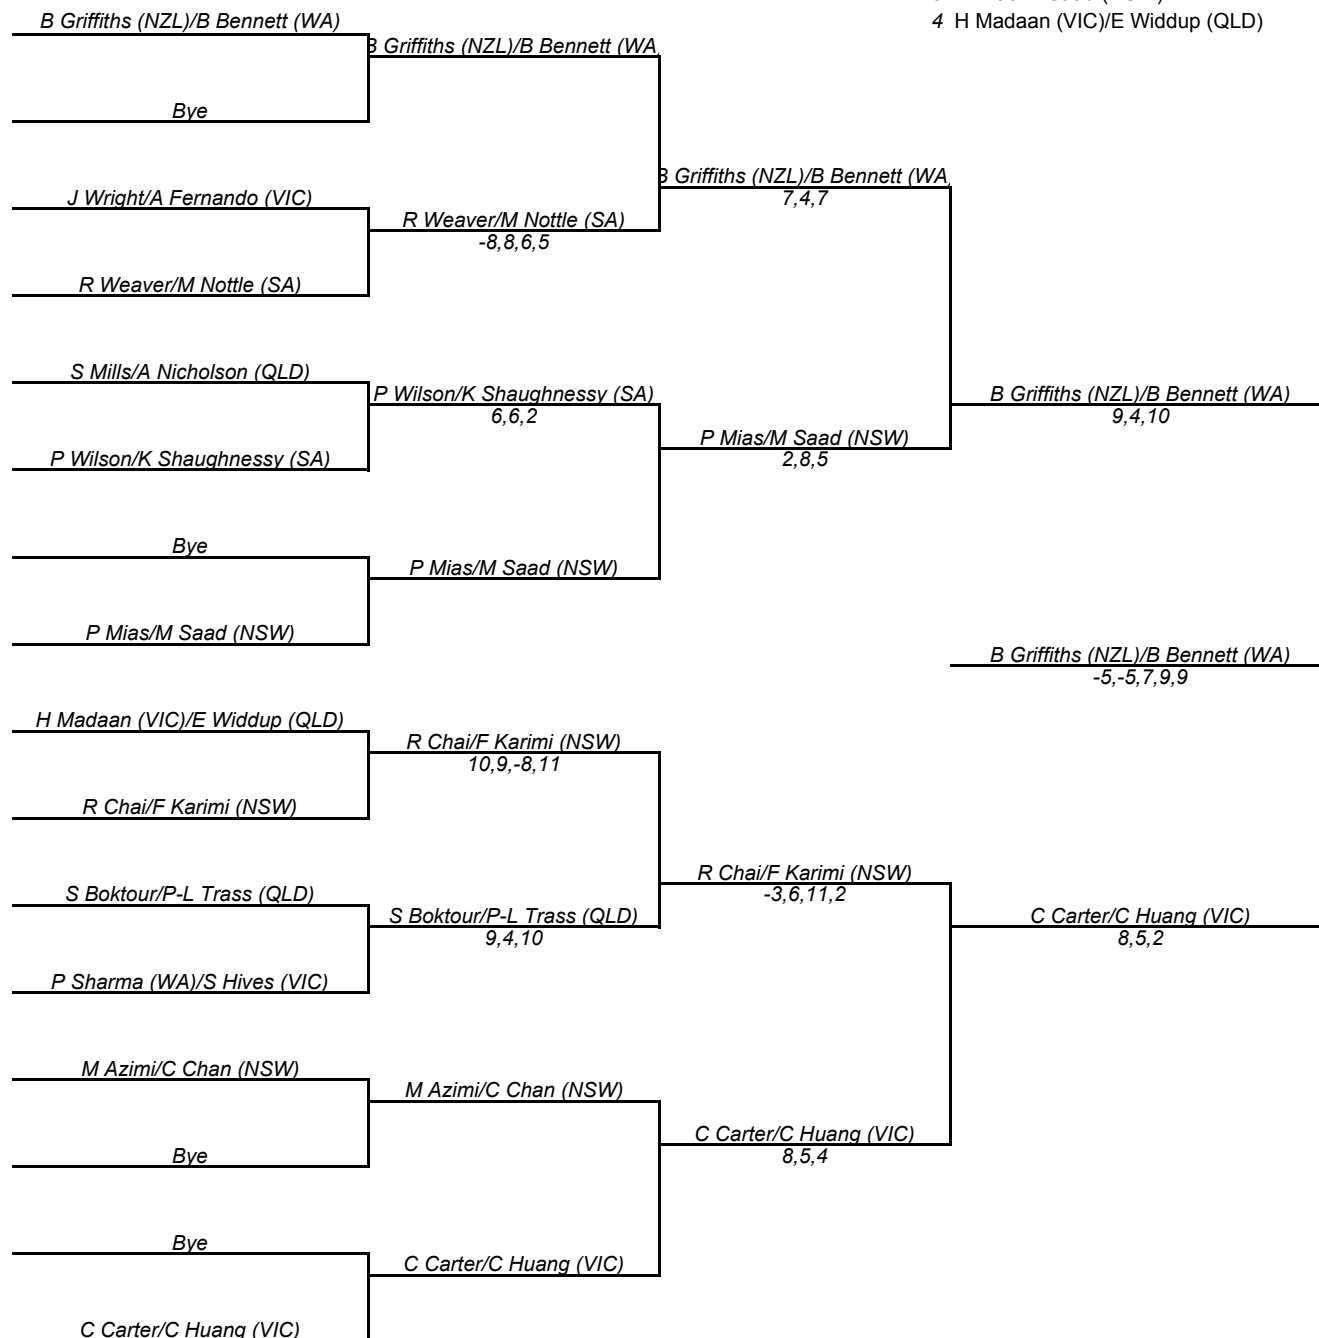 4 H Madaan (VIC)/E Widdup (QLD)
B Griffiths (NZL)/B Bennett (WA)
B Griffiths (NZL)/B Bennett (WA
Bye
B Griffiths (NZL)/B Bennett (WA
7,4,7
J Wright/A Fernando (VIC)
R Weaver/M Nottle (SA)
-8,8,6,5
R Weaver/M Nottle (SA)
S Mills/A Nicholson (QLD)
P Wilson/K Shaughnessy (SA)
6,6,2
B Griffiths (NZL)/B Bennett (WA)
9,4,10
P Mias/M Saad (NSW)
2,8,5
P Wilson/K Shaughnessy (SA)
Bye
P Mias/M Saad (NSW)
P Mias/M Saad (NSW)
B Griffiths (NZL)/B Bennett (WA)
-5,-5,7,9,9
H Madaan (VIC)/E Widdup (QLD)
R Chai/F Karimi (NSW)
10,9,-8,11
R Chai/F Karimi (NSW)
R Chai/F Karimi (NSW)
-3,6,11,2
S Boktour/P-L Trass (QLD)
S Boktour/P-L Trass (QLD)
9,4,10
C Carter/C Huang (VIC)
8,5,2
P Sharma (WA)/S Hives (VIC)
M Azimi/C Chan (NSW)
M Azimi/C Chan (NSW)
C Carter/C Huang (VIC)
8,5,4
Bye
Bye
C Carter/C Huang (VIC)
C Carter/C Huang (VIC)